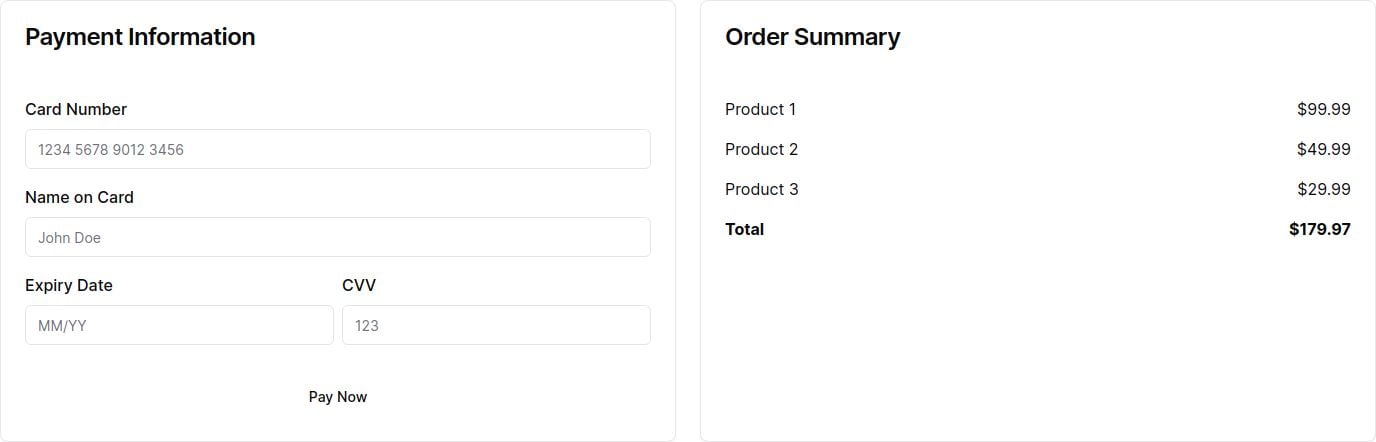 Payment Information
Card Number
1234 5678 9012 3456
Name on Card
John Doe
Expiry Date CVV
MM/YY 123
Pay Now
Order Summary
Product 1 $99.99
Product 2 $49.99
Product 3 $29.99
Total $179.97